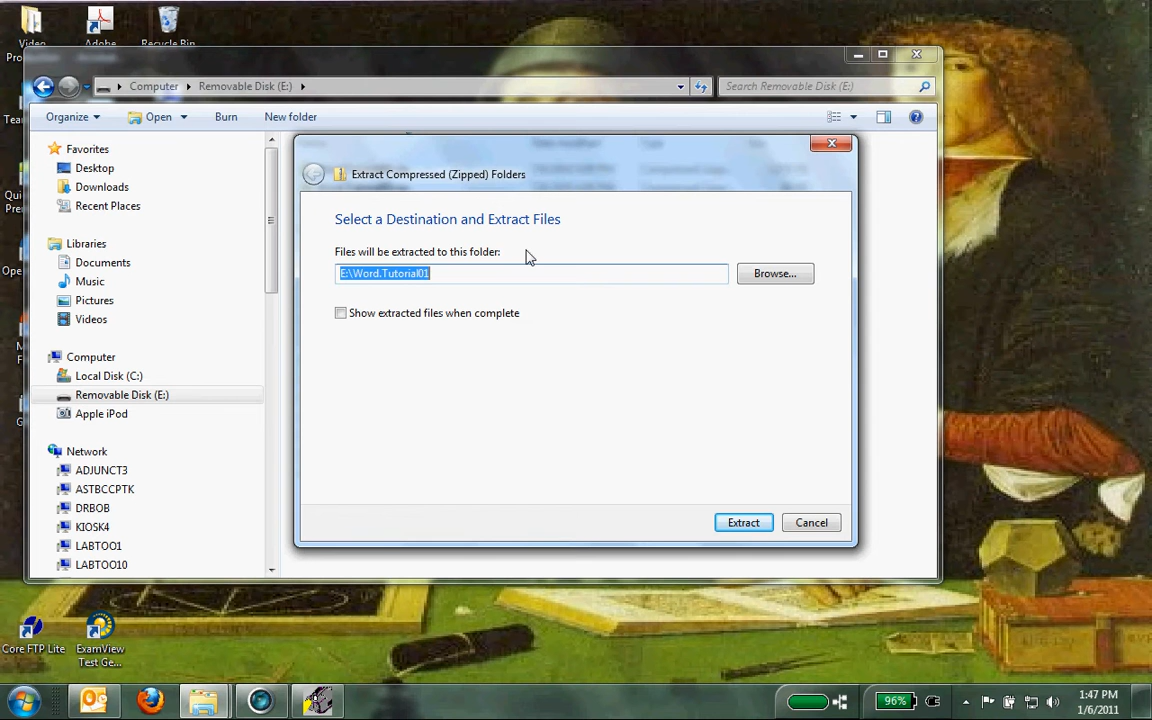 Video
Adobe
Recycle Bin
Computer
Removable Disk (E:)
Search Removable Disk (E:)
Organize
Open
Burn
New folder
Favorites
Desktop
Downloads
Recent Places
Libraries
Documents
Music
Pictures
Videos
Computer
Local Disk (C:)
Removable Disk (E:)
Apple iPod
Network
ADJUNCT3
ASTBCCPTK
DRBOB
KIOSK4
LABTOO1
LABTOO10
Extract Compressed (Zipped) Folders
Select a Destination and Extract Files
Files will be extracted to this folder:
E:\Word.Tutorial01
Browse...
Show extracted files when complete
Extract
Cancel
Core FTP Lite
ExamView
Test Ge...
96%
1:47 PM
1/6/2011